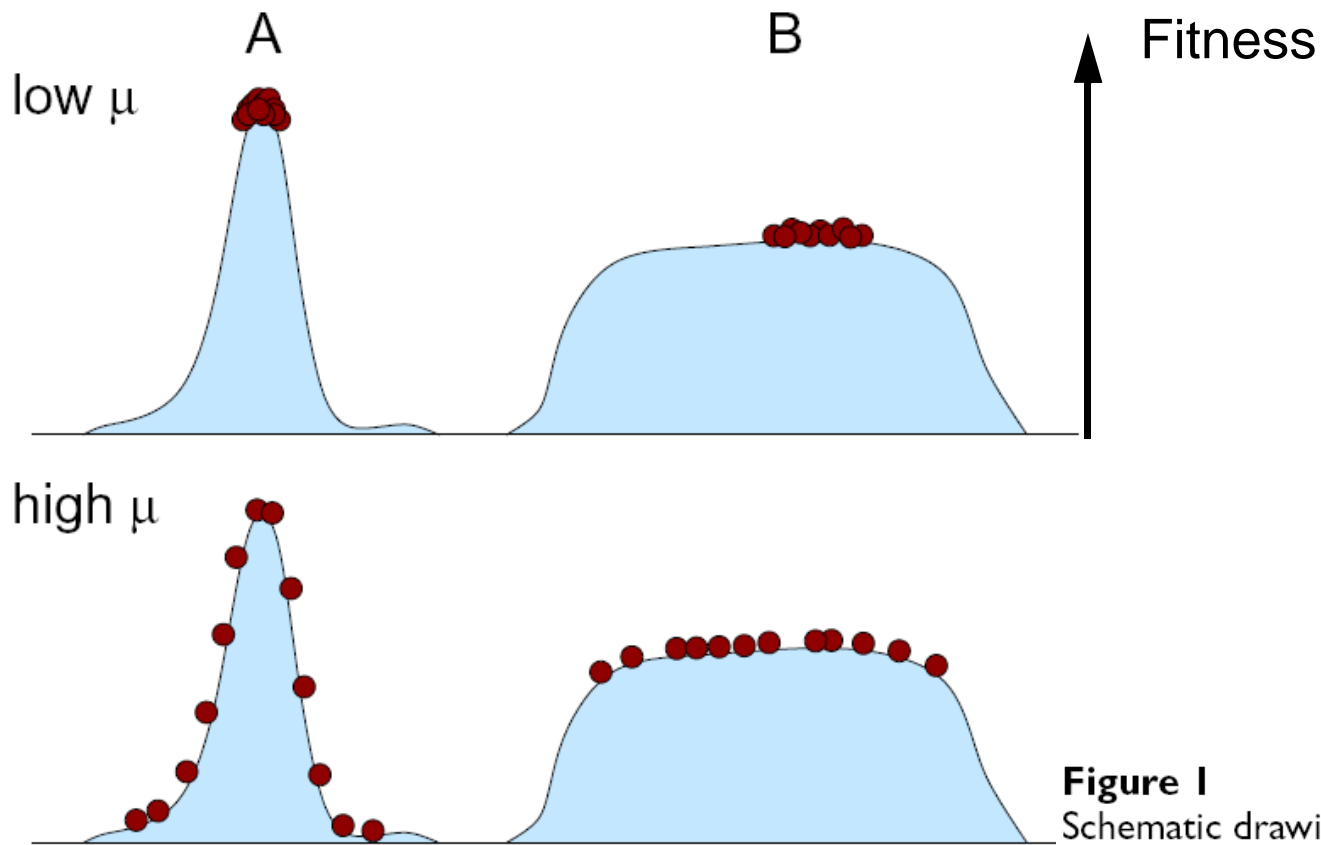 A
B
Fitness
low μ
high μ
Figure 1
Schematic drawi